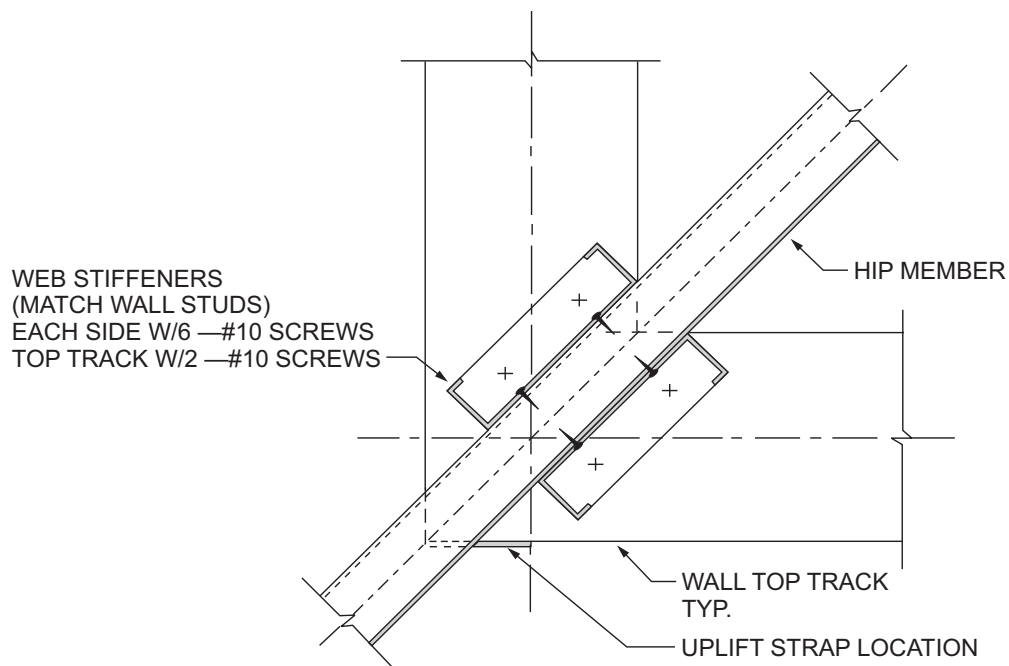 WEB STIFFENERS
(MATCH WALL STUDS)
EACH SIDE W/6 —#10 SCREWS
TOP TRACK W/2 —#10 SCREWS
HIP MEMBER
WALL TOP TRACK
TYP.
UPLIFT STRAP LOCATION